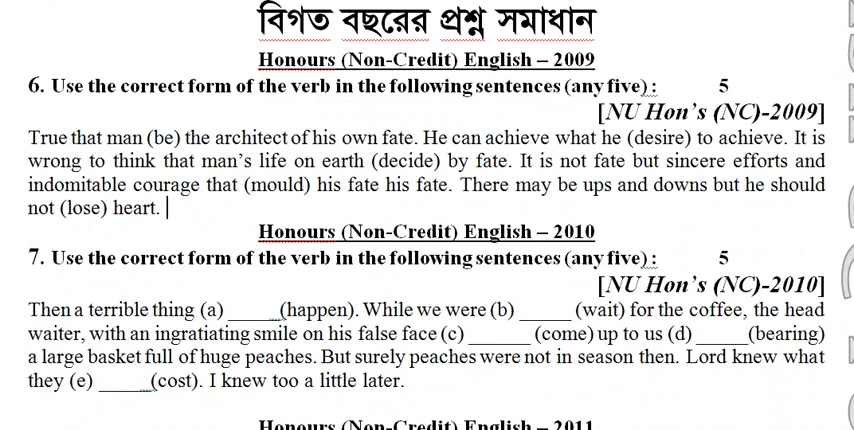 বিগত বছরের প্রশ্ন সমাধান
Honours (Non-Credit) English – 2009
6. Use the correct form of the verb in the following sentences (any five) : 5
[NU Hon’s (NC)-2009]
True that man (be) the architect of his own fate. He can achieve what he (desire) to achieve. It is
wrong to think that man’s life on earth (decide) by fate. It is not fate but sincere efforts and
indomitable courage that (mould) his fate his fate. There may be ups and downs but he should
not (lose) heart.
Honours (Non-Credit) English – 2010
7. Use the correct form of the verb in the following sentences (any five) : 5
[NU Hon’s (NC)-2010]
Then a terrible thing (a) _____(happen). While we were (b) _____ (wait) for the coffee, the head
waiter, with an ingratiating smile on his false face (c) ______ (come) up to us (d) _____(bearing)
a large basket full of huge peaches. But surely peaches were not in season then. Lord knew what
they (e) _____(cost). I knew too a little later.
Honours (Non-Credit) English – 2011